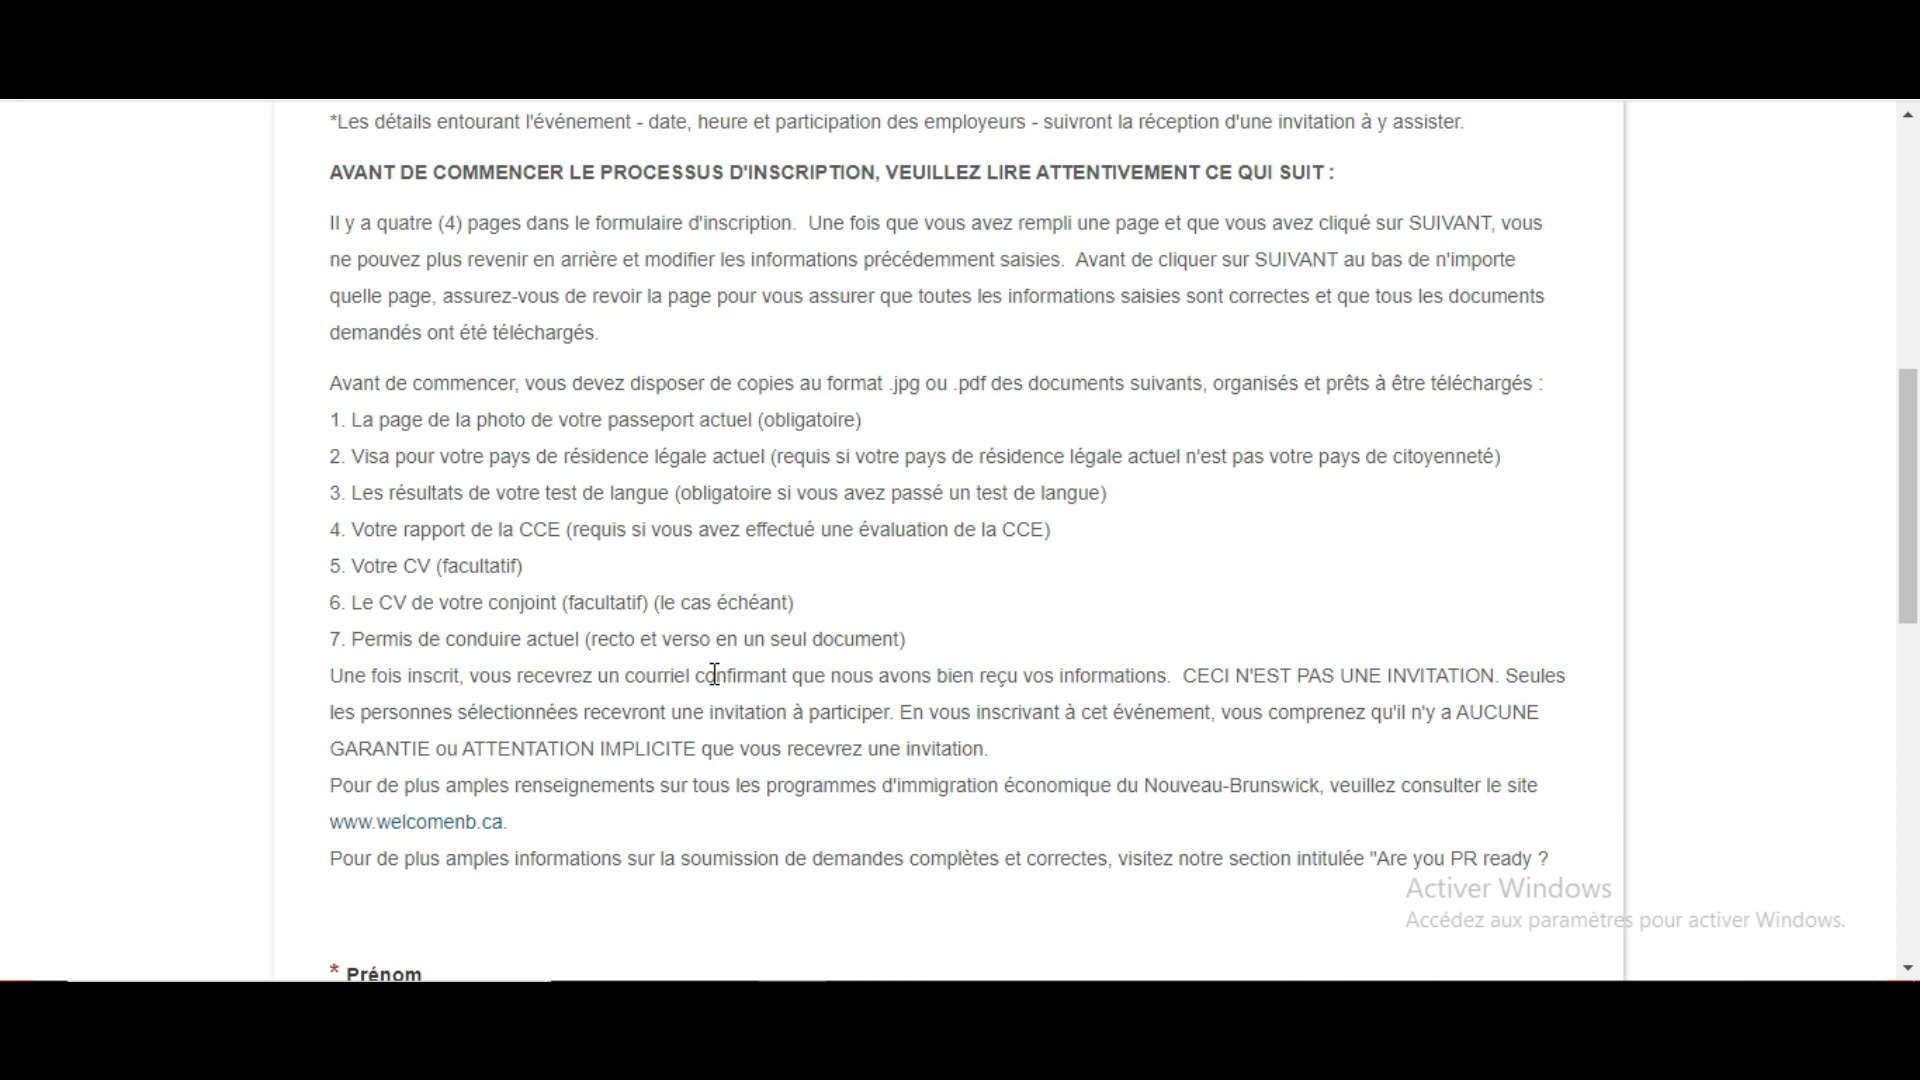 *Les détails entourant l'événement - date, heure et participation des employeurs - suivront la réception d'une invitation à y assister.
AVANT DE COMMENCER LE PROCESSUS D'INSCRIPTION, VEUILLEZ LIRE ATTENTIVEMENT CE QUI SUIT :
Il y a quatre (4) pages dans le formulaire d'inscription. Une fois que vous avez rempli une page et que vous avez cliqué sur SUIVANT, vous
ne pouvez plus revenir en arrière et modifier les informations précédemment saisies. Avant de cliquer sur SUIVANT au bas de n'importe
quelle page, assurez-vous de revoir la page pour vous assurer que toutes les informations saisies sont correctes et que tous les documents
demandés ont été téléchargés.
Avant de commencer, vous devez disposer de copies au format .jpg ou .pdf des documents suivants, organisés et prêts à être téléchargés :
1. La page de la photo de votre passeport actuel (obligatoire)
2. Visa pour votre pays de résidence légale actuel (requis si votre pays de résidence légale actuel n'est pas votre pays de citoyenneté)
3. Les résultats de votre test de langue (obligatoire si vous avez passé un test de langue)
4. Votre rapport de la CCE (requis si vous avez effectué une évaluation de la CCE)
5. Votre CV (facultatif)
6. Le CV de votre conjoint (facultatif) (le cas échéant)
7. Permis de conduire actuel (recto et verso en un seul document)
Une fois inscrit, vous recevrez un courriel confirmant que nous avons bien reçu vos informations. CECI N'EST PAS UNE INVITATION. Seules
les personnes sélectionnées recevront une invitation à participer. En vous inscrivant à cet événement, vous comprenez qu'il n'y a AUCUNE
GARANTIE ou ATTENTATION IMPLICITE que vous recevrez une invitation.
Pour de plus amples renseignements sur tous les programmes d'immigration économique du Nouveau-Brunswick, veuillez consulter le site
www.welcomenb.ca.
Pour de plus amples informations sur la soumission de demandes complètes et correctes, visitez notre section intitulée "Are you PR ready ?
Activer Windows
Accédez aux paramètres pour activer Windows.
* Prénom